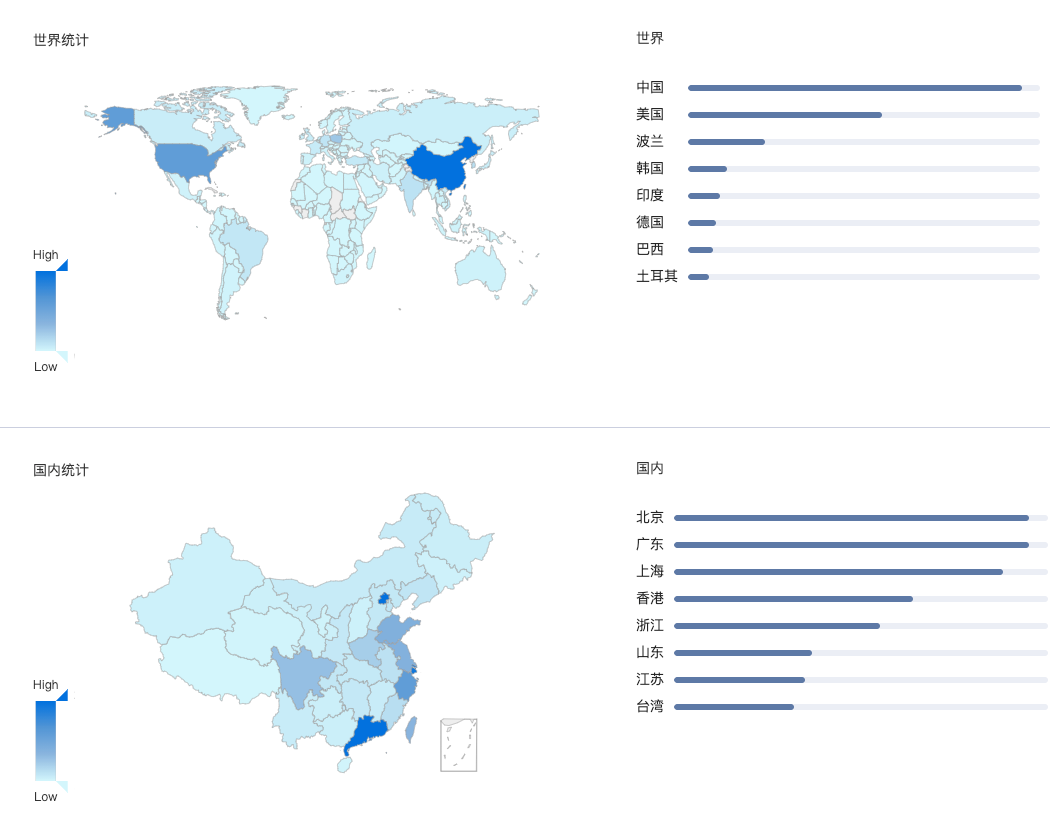 世界统计
世界
中国
美国
波兰
韩国
印度
德国
巴西
土耳其
High
Low
国内统计
国内
北京
广东
上海
香港
浙江
山东
江苏
台湾
High
Low